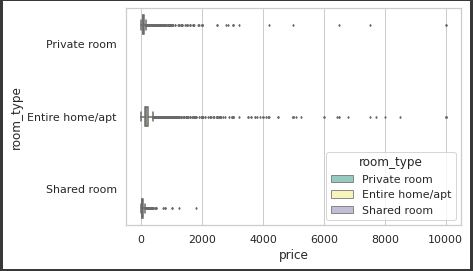 Private room
Entire home/apt
Shared room
room_type
room_type
Private room
Entire home/apt
Shared room
0 2000 4000 6000 8000 10000
price